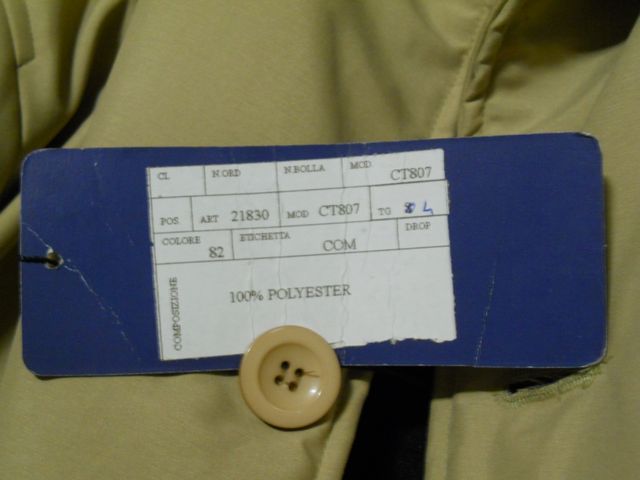 CL N.ORD N.BOLLA MOD CT807
POS. ART 21830 MOD CT807 TG
COLORE 82 ETICHETTA COM DROP
COMPOSIZIONE 100% POLYESTER